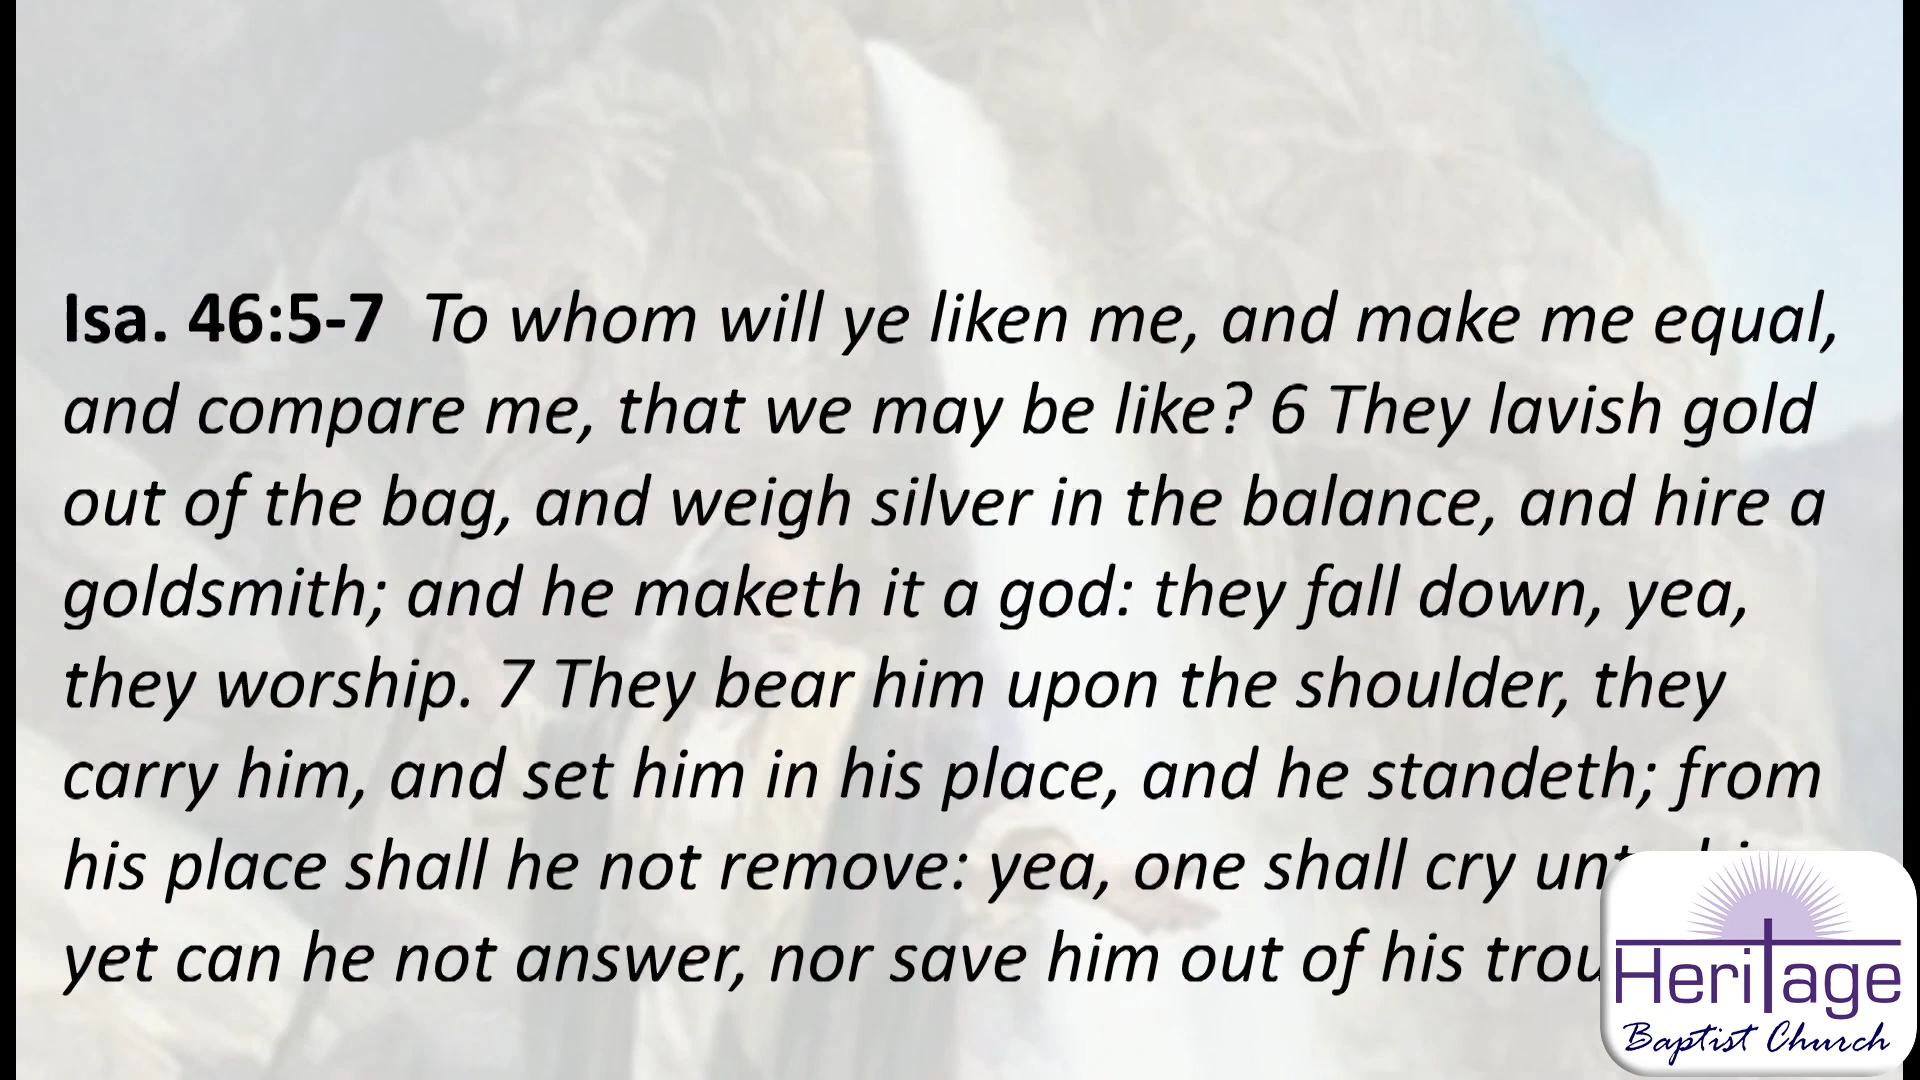 Isa. 46:5-7 To whom will ye liken me, and make me equal,
and compare me, that we may be like? 6 They lavish gold
out of the bag, and weigh silver in the balance, and hire a
goldsmith; and he maketh it a god: they fall down, yea,
they worship. 7 They bear him upon the shoulder, they
carry him, and set him in his place, and he standeth; from
his place shall he not remove: yea, one shall cry
yet can he not answer, nor save him out of his
Heritage
Baptist Church